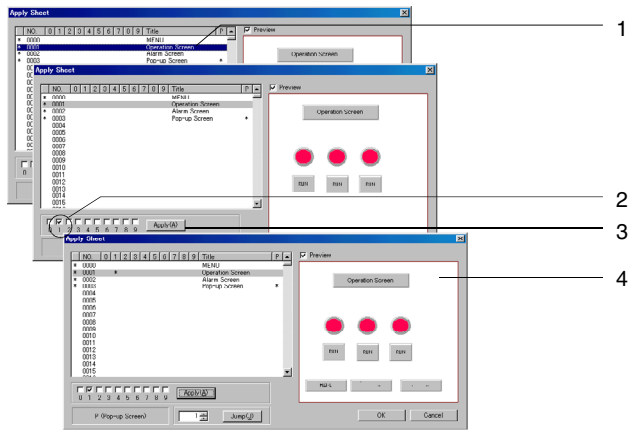 Apply Sheet
NO. 0 1 2 3 4 5 6 7 8 9 Title P
* 0000 MENU
* 0001 Operation Screen
* 0002 Alarm Screen
* 0003 Pop-up Screen *
Preview
Operation Screen
1
Apply Sheet
NO. 0 1 2 3 4 5 6 7 8 9 Title P
* 0000 MENU
* 0001 Operation Screen
* 0002 Alarm Screen
* 0003 Pop-up Screen *
0004
0005
0006
0007
0008
0009
0010
0011
0012
0013
0014
0015
Preview
Operation Screen
RUN RUN RUN
0 1 2 3 4 5 6 7 8 9 Apply(A)
2
3
Apply Sheet
NO. 0 1 2 3 4 5 6 7 8 9 Title P
* 0000 MENU
* 0001 * Operation Screen
* 0002 Alarm Screen
* 0003 Pop-up Screen *
0004
0005
0006
0007
0008
0009
0010
0011
0012
0013
0014
0015
Preview
Operation Screen
RUN RUN RUN
4
0 1 2 3 4 5 6 7 8 9 Apply(A)
P (Pop-up Screen) 1 Jump(J)
OK Cancel